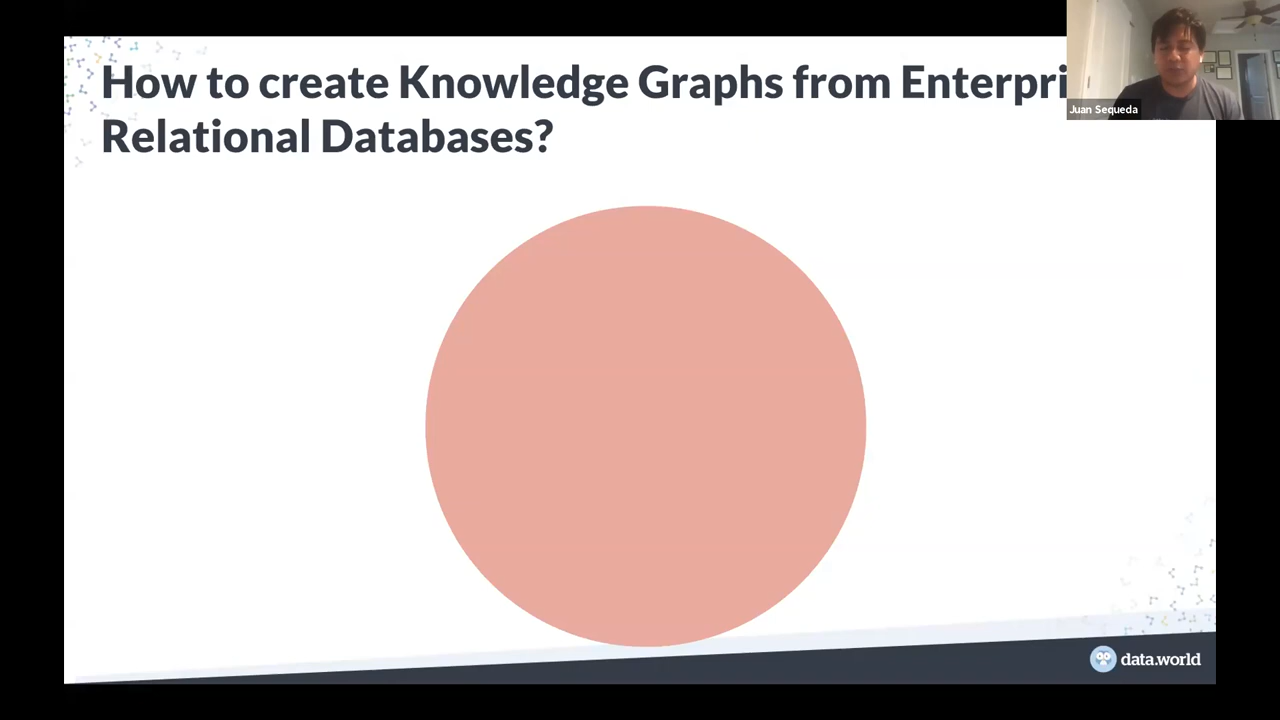 How to create Knowledge Graphs from Enterpri
Relational Databases?
Juan Sequeda
data.world